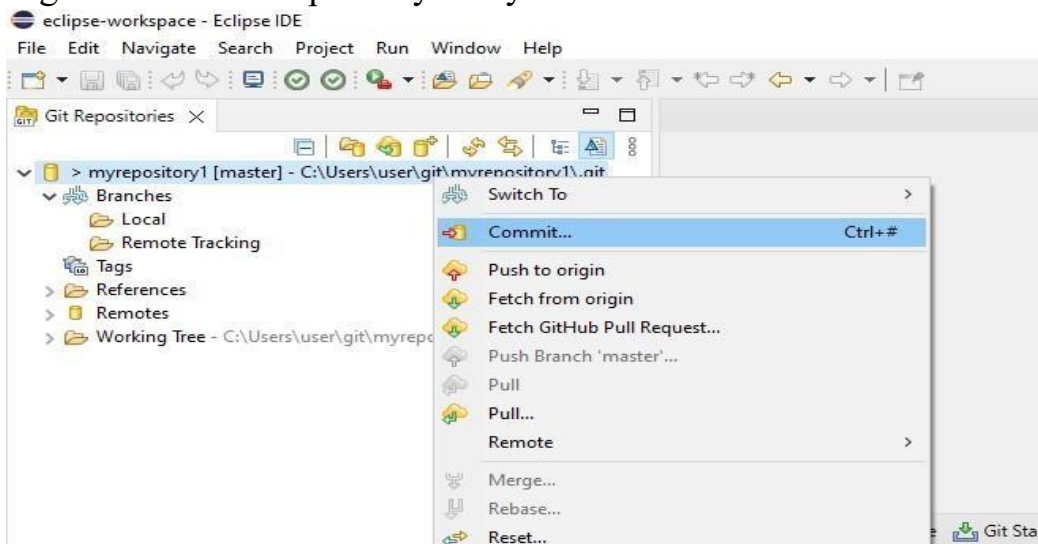 eclipse-workspace - Eclipse IDE
File Edit Navigate Search Project Run Window Help
Git Repositories
> myrepository1 [master] - C:\Users\user\git\myrepository1\.git
Branches
Local
Remote Tracking
Tags
References
Remotes
Working Tree - C:\Users\user\git\myrepo
Switch To
Commit... Ctrl+#
Push to origin
Fetch from origin
Fetch GitHub Pull Request...
Push Branch 'master'...
Pull
Pull...
Remote
Merge...
Rebase...
Reset...
Git Sta